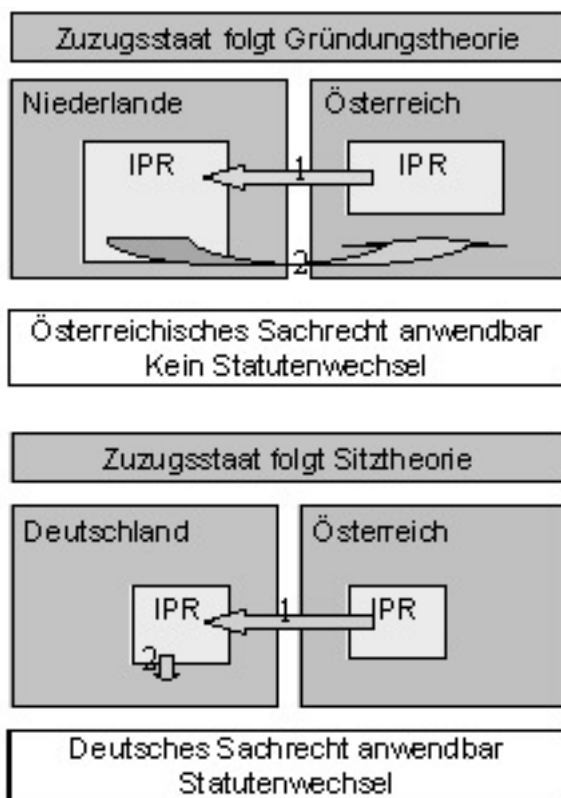 Zuzugsstaat folgt Gründungstheorie
Niederlande
Österreich
IPR
1
IPR
2
Österreichisches Sachrecht anwendbar
Kein Statutenwechsel
Zuzugsstaat folgt Sitztheorie
Deutschland
Österreich
IPR
1
IPR
2
Deutsches Sachrecht anwendbar
Statutenwechsel